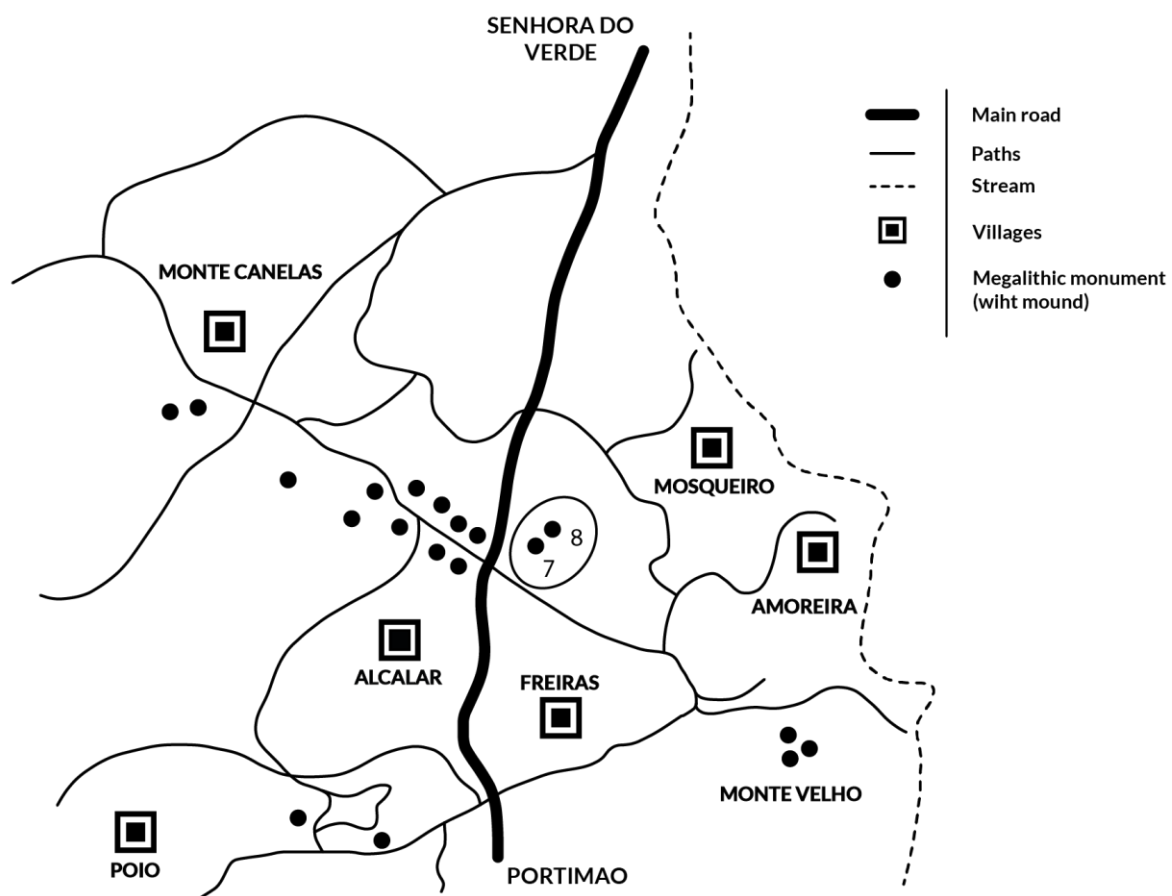 SENHORA DO
VERDE
Main road
Paths
Stream
Villages
Megalithic monument
(wiht mound)
MONTE CANELAS
MOSQUEIRO
8
7
AMOREIRA
ALCALAR
FREIRAS
MONTE VELHO
POIO
PORTIMAO